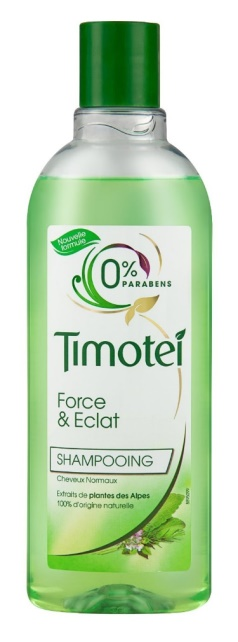 Nouvelle
formule
0%
PARABENS
Timotei
Force
& Eclat
SHAMPOOING
Cheveux Normaux
Extraits de plantes des Alpes
100% d'origine naturelle